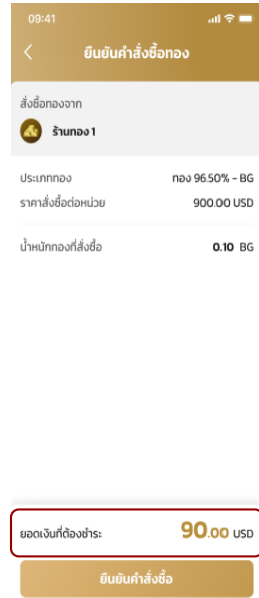 09:41
ยืนยันคำสั่งซื้อทอง
สั่งซื้อทองจาก
ร้านทอง 1
ประเภททอง ทอง 96.50% - BG
ราคาสั่งซื้อต่อหน่วย 900.00 USD
น้ำหนักทองที่สั่งซื้อ 0.10 BG
ยอดเงินที่ต้องชำระ 90.00 USD
ยืนยันคำสั่งซื้อ